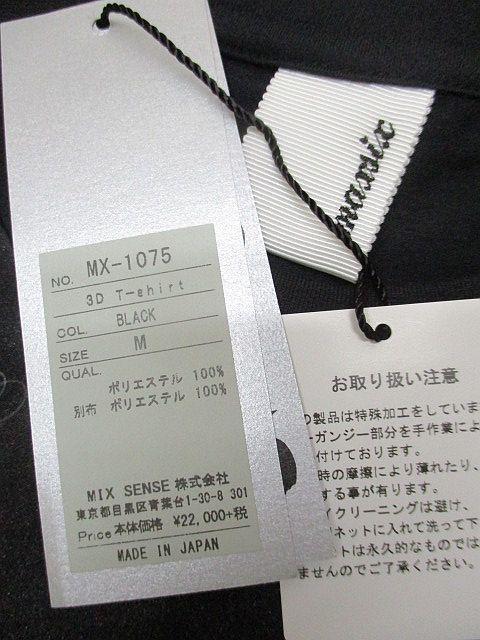 massix
NO. MX-1075
3D T-shirt
COL. BLACK
SIZE M
QUAL.
ポリエステル 100%
別布 ポリエステル 100%
MIX SENSE 株式会社
東京都目黒区青葉台1-30-8 301
Price 本体価格 ¥22,000+税
MADE IN JAPAN
お取り扱い注意
の製品は特殊加工をしていま
ーガンジー部分を手作業によ
付けております。
時の摩擦により薄れたり、
する事が有ります。
イクリーニングは避け、
ネットに入れて洗って下
トは永久的なものでは
ませんのでご了承ください。